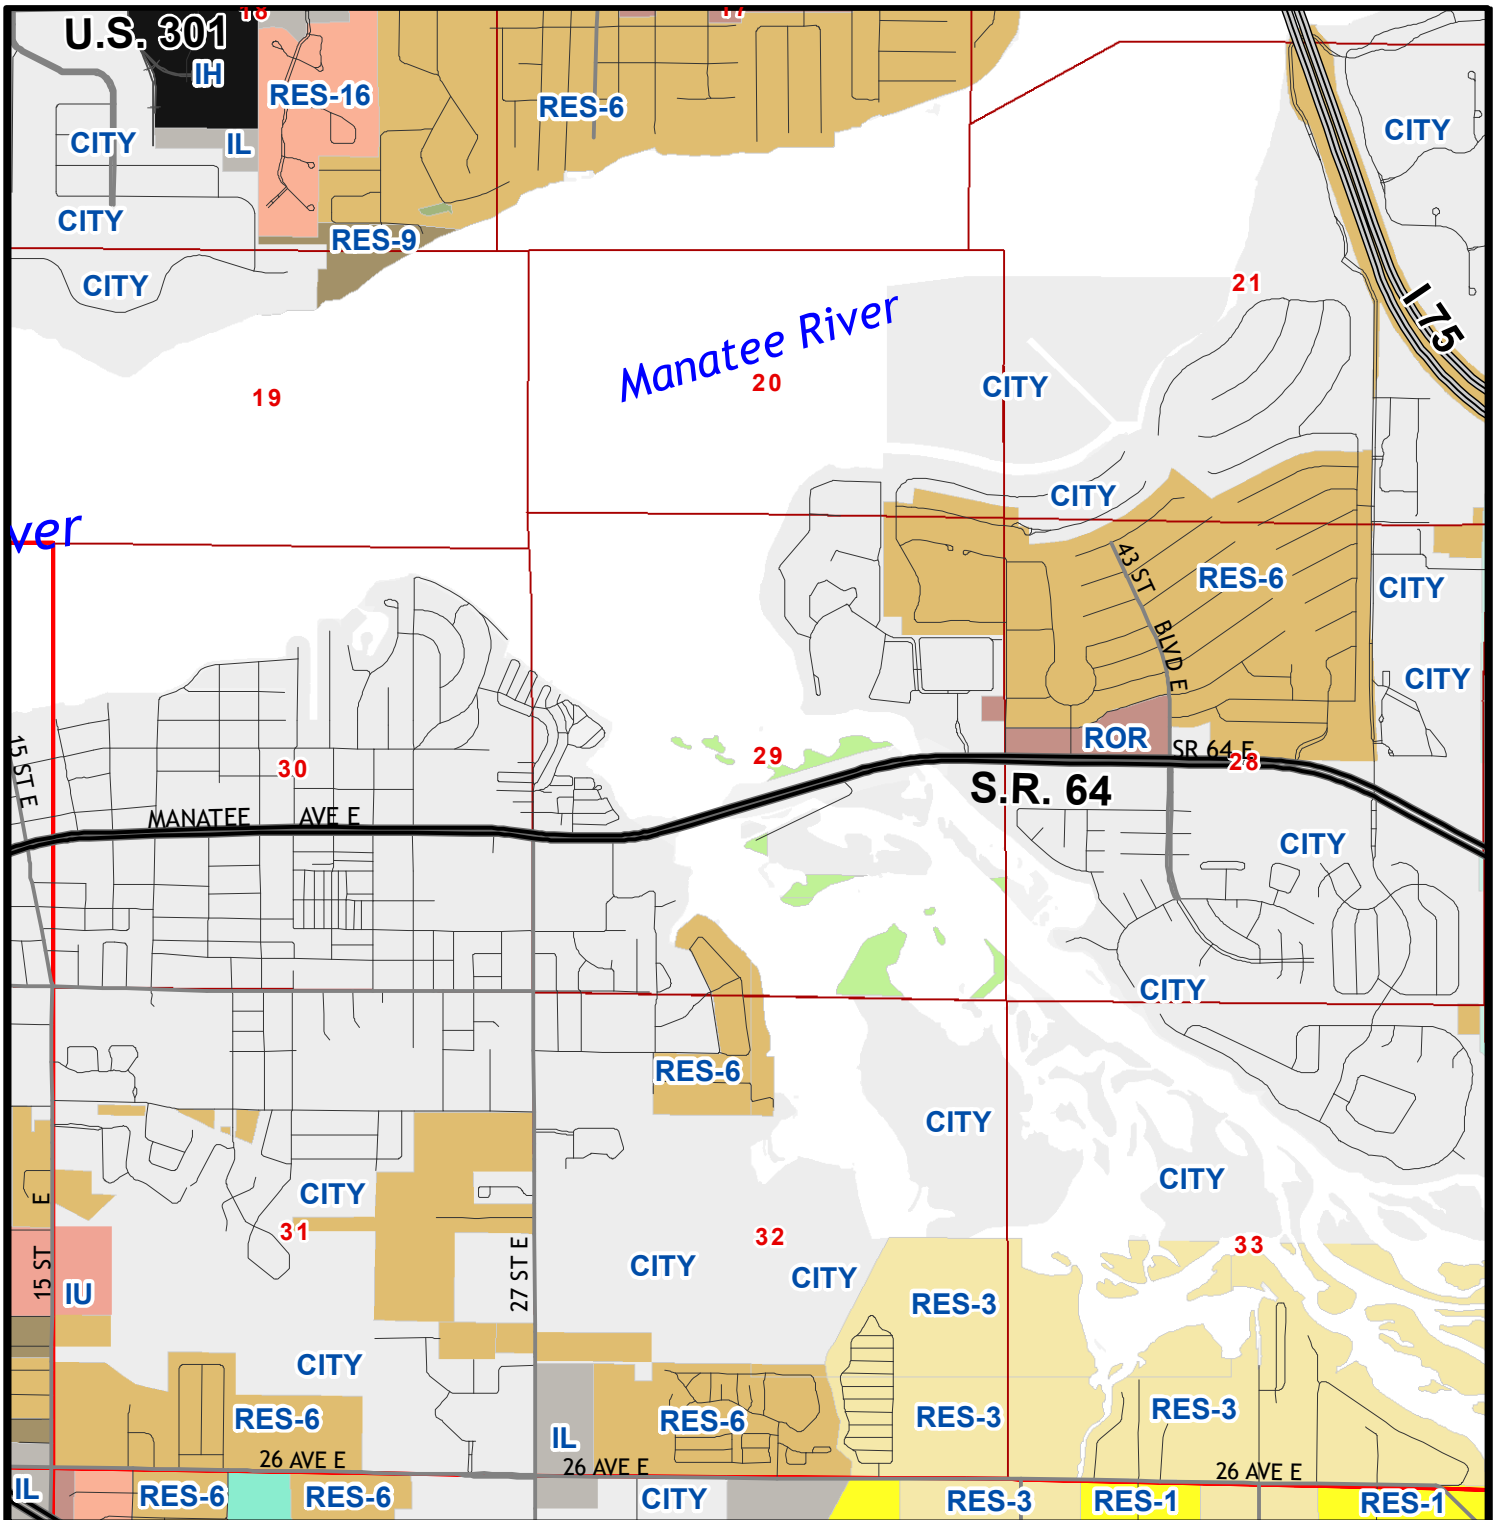 18
17
U.S. 301
IH
RES-16
RES-6
CITY
IL
CITY
CITY
RES-9
CITY
21
I-75
Manatee River
20
CITY
19
CITY
ver
43 ST
BLVD E
RES-6
CITY
CITY
ROR
SR 64 E
28
29
S.R. 64
15 ST E
30
MANATEE AVE E
CITY
CITY
RES-6
CITY
CITY
E
CITY
31
32
33
15 ST
IU
27 ST E
CITY
CITY
RES-3
CITY
RES-6
RES-6
RES-3
RES-3
IL
26 AVE E
26 AVE E
26 AVE E
IL
RES-6
RES-6
CITY
RES-3
RES-1
RES-1